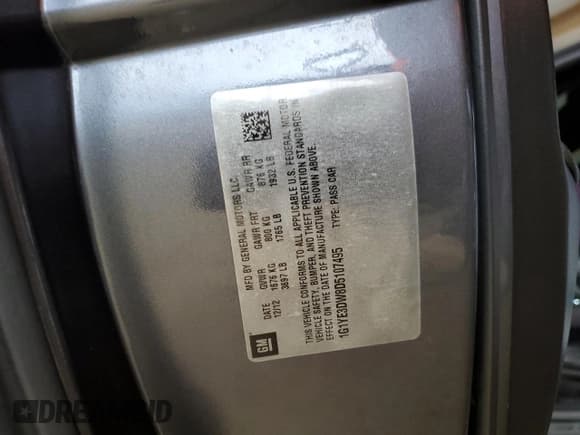 GM
MFD BY GENERAL MOTORS LLC.
DATE GVWR GAWR FRT GAWR RR
12/12 1676 KG 800 KG 876 KG
3697 LB 1765 LB 1932 LB
THIS VEHICLE CONFORMS TO ALL APPLICABLE U.S. FEDERAL MOTOR
VEHICLE SAFETY, BUMPER, AND THEFT PREVENTION STANDARDS IN
EFFECT ON THE DATE OF MANUFACTURE SHOWN ABOVE.
1G1YE3DW8D5107495 TYPE: PASS CAR
DREAMBID